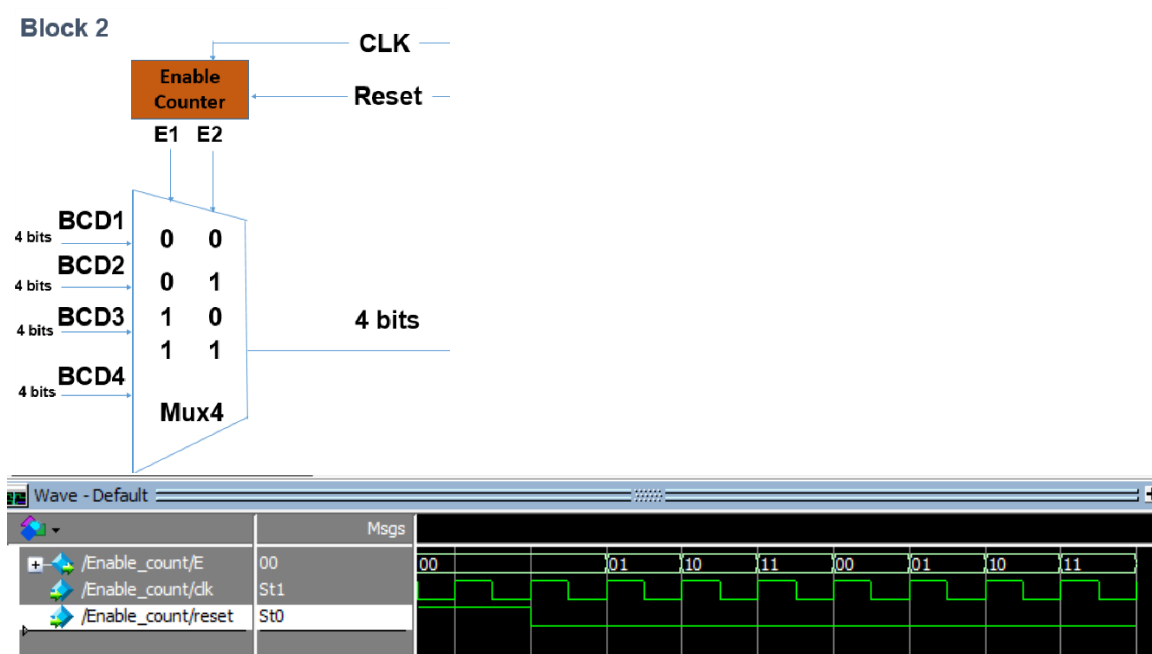 Block 2
CLK
Enable
Counter
Reset
E1 E2
BCD1
4 bits
0 0
BCD2
4 bits
0 1
BCD3
4 bits
1 0
4 bits
1 1
BCD4
4 bits
Mux4
Wave - Default
Msgs
/Enable_count/E 00 00 01 10 11 00 01 10 11
/Enable_count/clk St1
/Enable_count/reset St0